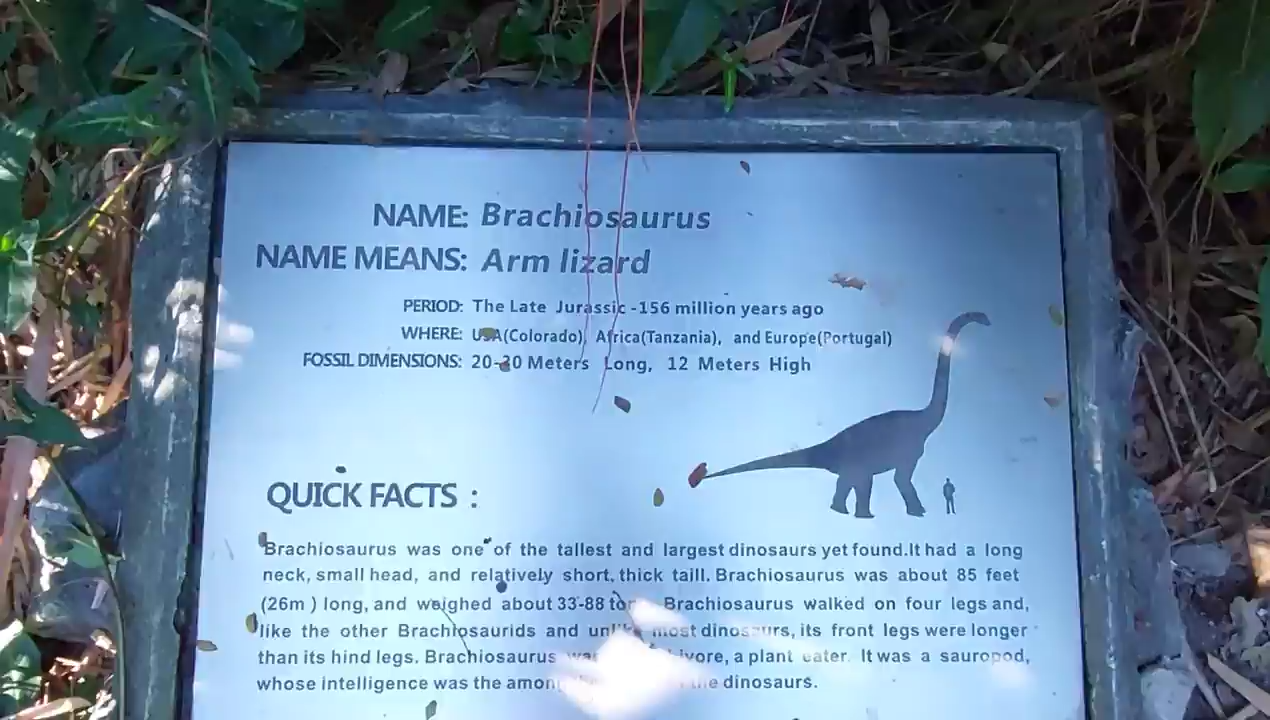 NAME: Brachiosaurus
NAME MEANS: Arm lizard
PERIOD: The Late Jurassic -156 million years ago
WHERE: USA(Colorado), Africa(Tanzania), and Europe(Portugal)
FOSSIL DIMENSIONS: 20-30 Meters Long, 12 Meters High
QUICK FACTS :
Brachiosaurus was one of the tallest and largest dinosaurs yet found.It had a long
neck, small head, and relatively short, thick taill. Brachiosaurus was about 85 feet
(26m ) long, and weighed about 33-88 Brachiosaurus walked on four legs and,
like the other Brachiosaurids and unlike most dinosaurs, its front legs were longer
than its hind legs. Brachiosaurus was a plant eater. It was a sauropod,
whose intelligence was the among the dinosaurs.